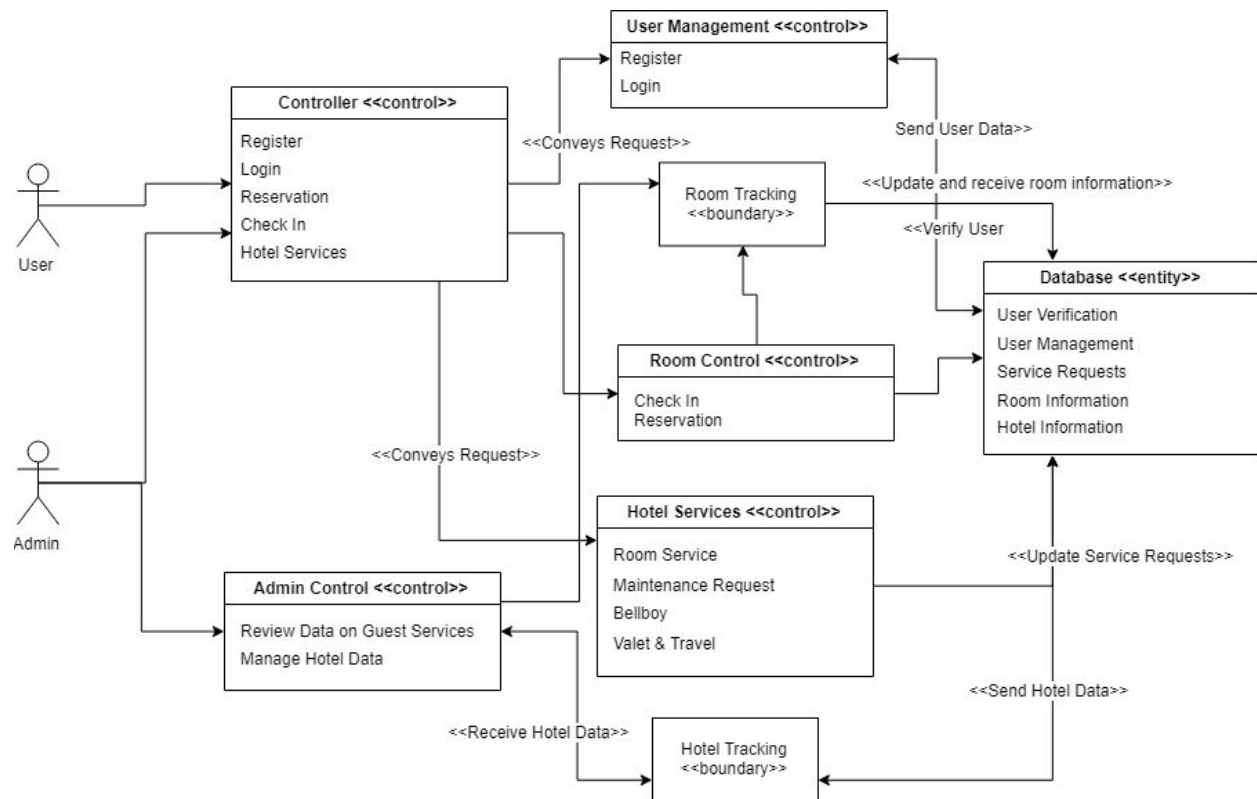 User Management <<control>>
Register
Login
Controller <<control>>
Register
Login
Reservation
Check In
Hotel Services
<<Conveys Request>>
Send User Data>>
Room Tracking
<<boundary>>
<<Update and receive room information>>
<<Verify User
User
Database <<entity>>
User Verification
User Management
Service Requests
Room Information
Hotel Information
Room Control <<control>>
Check In
Reservation
<<Conveys Request>>
Admin
Hotel Services <<control>>
Room Service
Maintenance Request
Bellboy
Valet & Travel
<<Update Service Requests>>
Admin Control <<control>>
Review Data on Guest Services
Manage Hotel Data
<<Send Hotel Data>>
<<Receive Hotel Data>>
Hotel Tracking
<<boundary>>